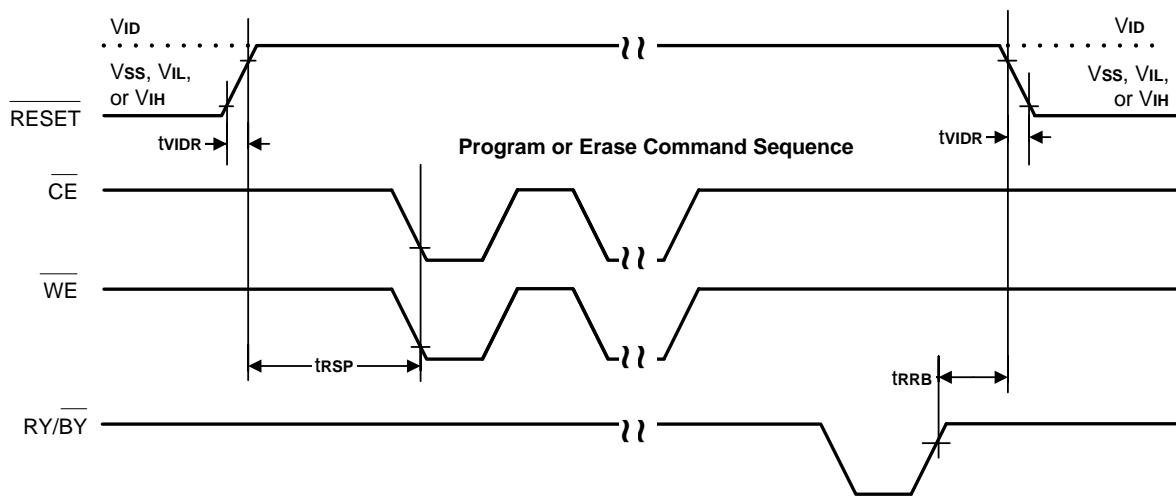 VID
VID
VSS, VIL,
or VIH
VSS, VIL,
or VIH
RESET
tVIDR
tVIDR
Program or Erase Command Sequence
CE
WE
tRSP
tRRB
RY/BY